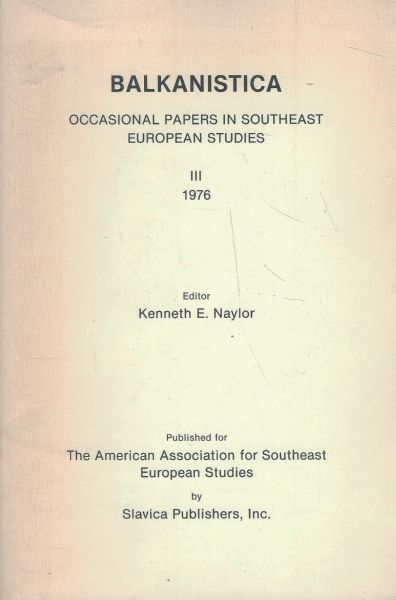 BALKANISTICA
OCCASIONAL PAPERS IN SOUTHEAST
EUROPEAN STUDIES
III
1976
Editor
Kenneth E. Naylor
Published for
The American Association for Southeast
European Studies
by
Slavica Publishers, Inc.